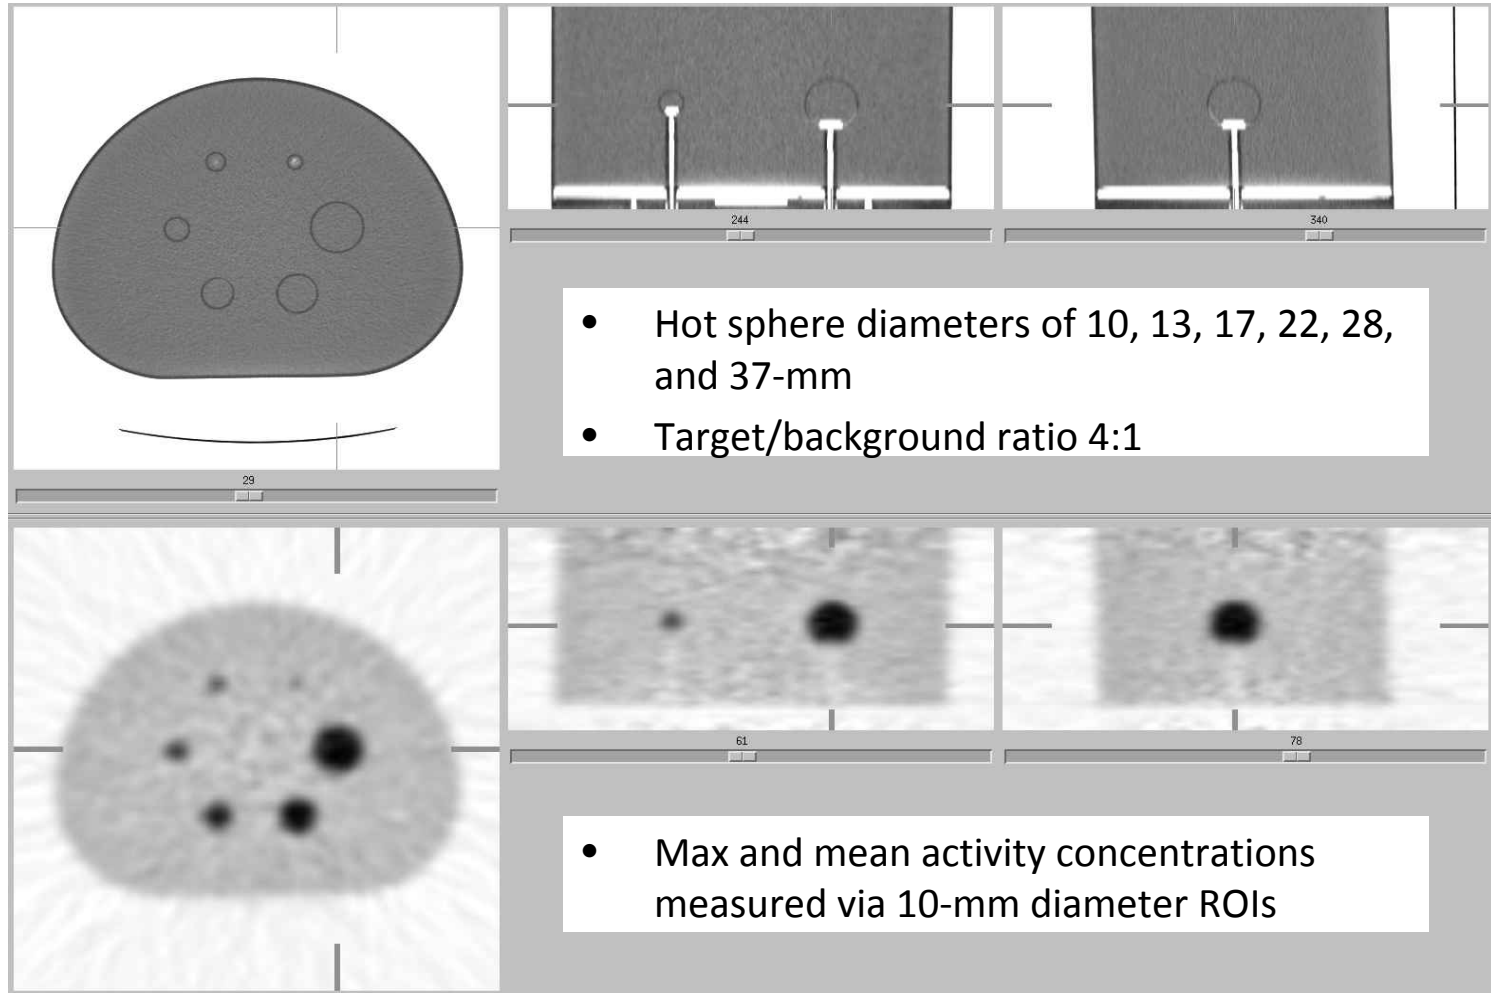 244
340
• Hot sphere diameters of 10, 13, 17, 22, 28,
and 37-mm
• Target/background ratio 4:1
29
61
78
• Max and mean activity concentrations
measured via 10-mm diameter ROIs